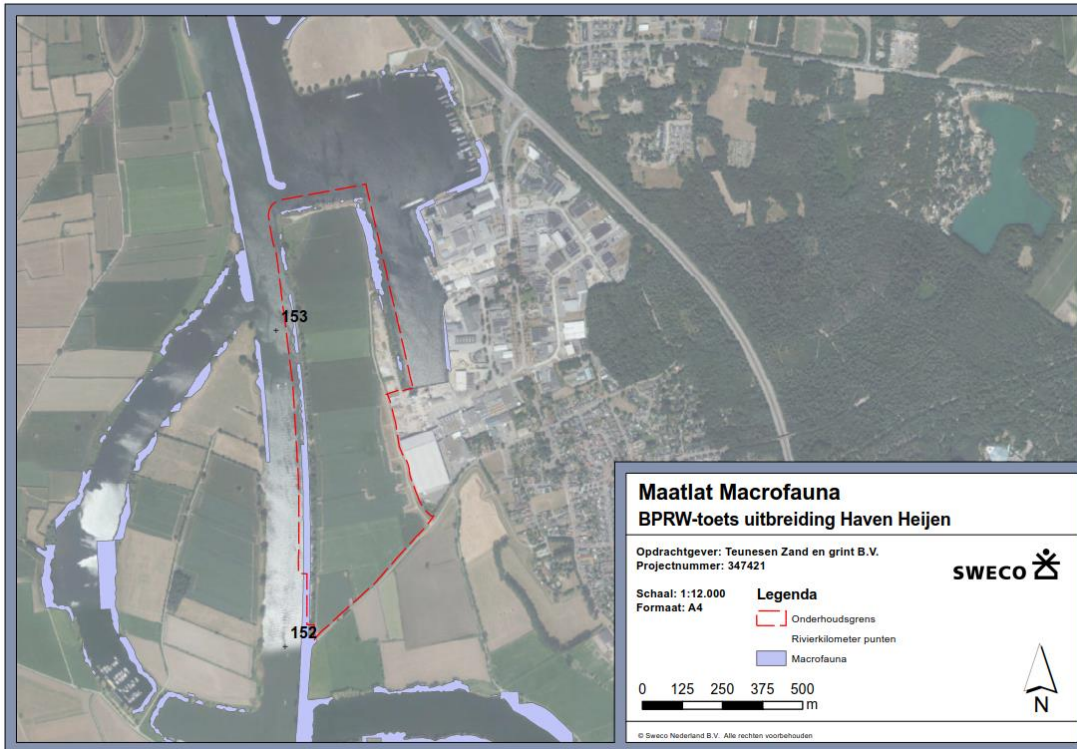 153
152
Maatlat Macrofauna
BPRW-toets uitbreiding Haven Heijen
Opdrachtgever: Teunesen Zand en grint B.V.
Projectnummer: 347421
SWECO
Schaal: 1:12.000
Formaat: A4
Legenda
Onderhoudsgrens
Rivierkilometer punten
Macrofauna
0 125 250 375 500
m
N
© Sweco Nederland B.V. Alle rechten voorbehouden